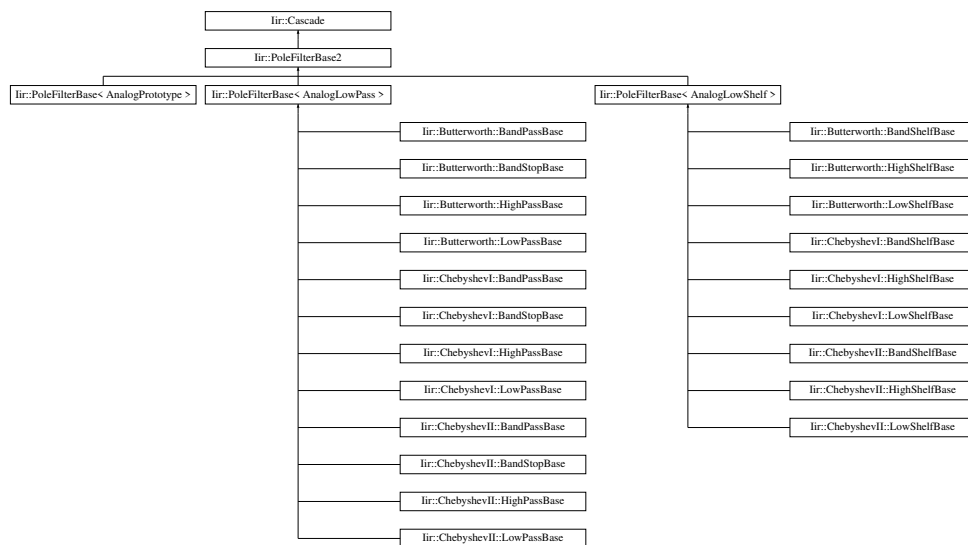 Iir::Cascade
Iir::PoleFilterBase2
Iir::PoleFilterBase< AnalogPrototype >
Iir::PoleFilterBase< AnalogLowPass >
Iir::PoleFilterBase< AnalogLowShelf >
Iir::Butterworth::BandPassBase
Iir::Butterworth::BandStopBase
Iir::Butterworth::HighPassBase
Iir::Butterworth::LowPassBase
Iir::ChebyshevI::BandPassBase
Iir::ChebyshevI::BandStopBase
Iir::ChebyshevI::HighPassBase
Iir::ChebyshevI::LowPassBase
Iir::ChebyshevII::BandPassBase
Iir::ChebyshevII::BandStopBase
Iir::ChebyshevII::HighPassBase
Iir::ChebyshevII::LowPassBase
Iir::Butterworth::BandShelfBase
Iir::Butterworth::HighShelfBase
Iir::Butterworth::LowShelfBase
Iir::ChebyshevI::BandShelfBase
Iir::ChebyshevI::HighShelfBase
Iir::ChebyshevI::LowShelfBase
Iir::ChebyshevII::BandShelfBase
Iir::ChebyshevII::HighShelfBase
Iir::ChebyshevII::LowShelfBase